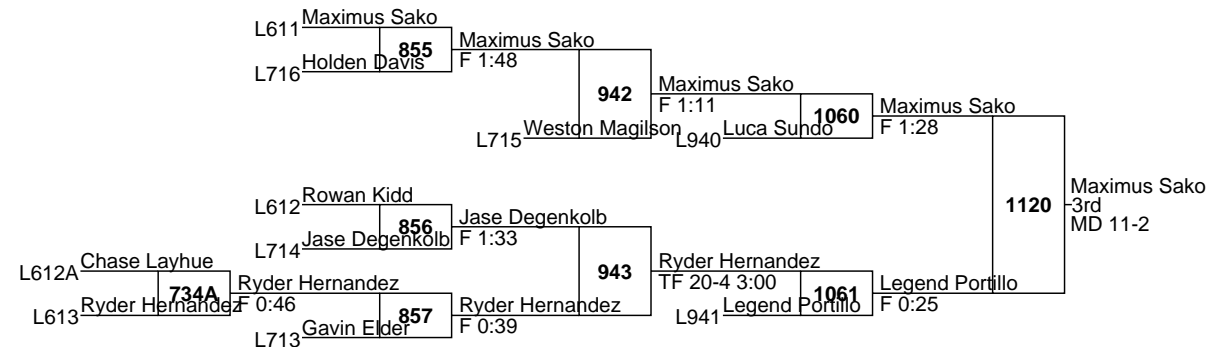 Maximus Sako
L611
855
Maximus Sako
F 1:48
Holden Davis
L716
942
Maximus Sako
F 1:11
Weston Magilson
L715
1060
Maximus Sako
F 1:28
Luca Sundo
L940
1120
Maximus Sako
3rd
MD 11-2
Rowan Kidd
L612
856
Jase Degenkolb
F 1:33
Jase Degenkolb
L714
943
Ryder Hernandez
TF 20-4 3:00
1061
Legend Portillo
F 0:25
Legend Portillo
L941
Chase Layhue
L612A
734A
Ryder Hernandez
F 0:46
Ryder Hernandez
L613
857
Ryder Hernandez
F 0:39
Gavin Elder
L713